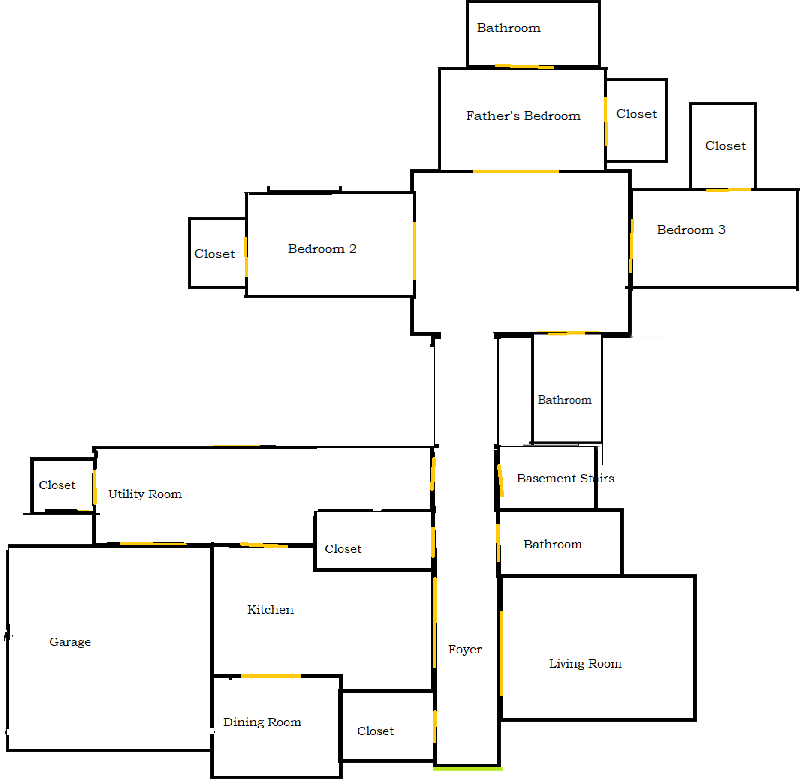 Bathroom
Father's Bedroom
Closet
Closet
Bedroom 2
Closet
Bedroom 3
Bathroom
Closet
Utility Room
Basement Stairs
Closet
Bathroom
Kitchen
Garage
Foyer
Living Room
Dining Room
Closet